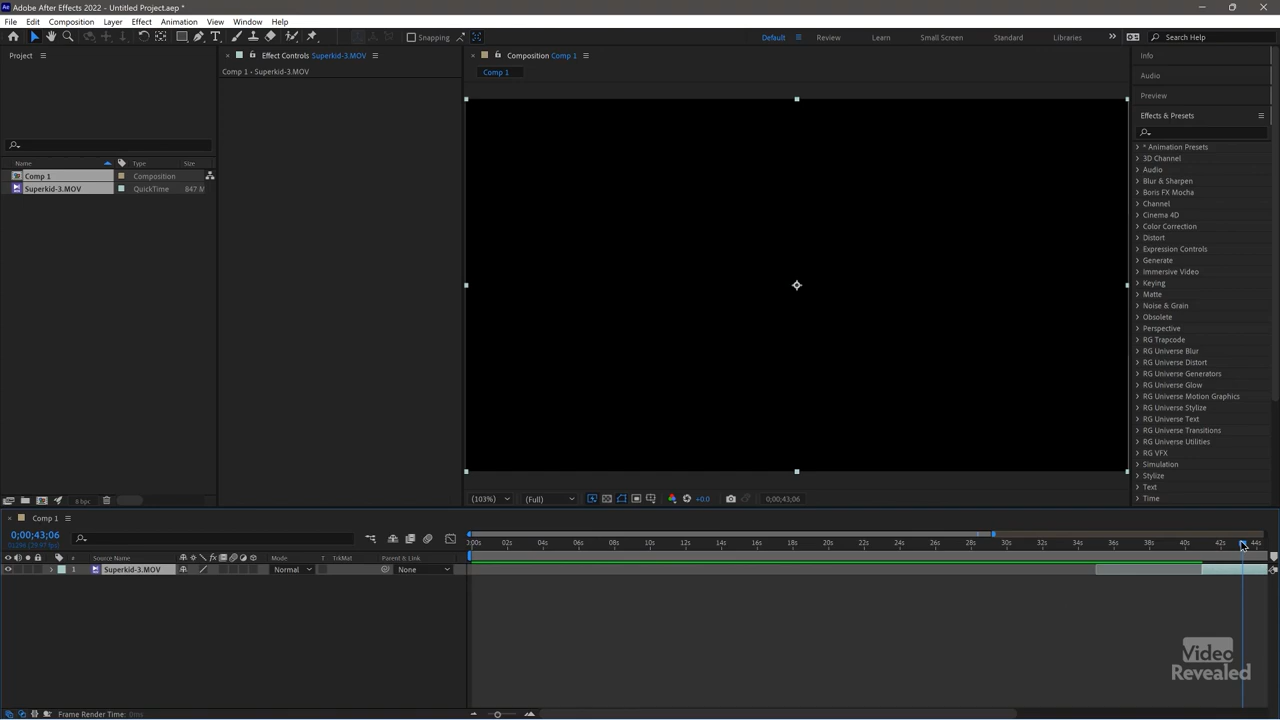 Adobe After Effects 2022 - Untitled Project.aep *
File Edit Composition Layer Effect Animation View Window Help
Snapping Default Review Learn Small Screen Standard Libraries Search Help
Project
Effect Controls Superkid-3.MOV
Composition Comp 1
Info
Comp 1 • Superkid-3.MOV
Comp 1
Audio
Preview
Effects & Presets
Name Type Size
Comp 1 Composition
Superkid-3.MOV QuickTime 847 M
* Animation Presets
3D Channel
Audio
Blur & Sharpen
Boris FX Mocha
Channel
Cinema 4D
Color Correction
Distort
Expression Controls
Generate
Immersive Video
Keying
Matte
Noise & Grain
Obsolete
Perspective
RG Trapcode
RG Universe Blur
RG Universe Distort
RG Universe Generators
RG Universe Glow
RG Universe Motion Graphics
RG Universe Stylize
RG Universe Text
RG Universe Transitions
RG Universe Utilities
RG VFX
Simulation
Stylize
Text
Time
8 bpc
(103%) (Full) +0.0 0;00;43;06
Comp 1
0;00;43;06
:00s 02s 04s 06s 08s 10s 12s 14s 16s 18s 20s 22s 24s 26s 28s 30s 32s 34s 36s 38s 40s 42s 44s
# Source Name Mode T TrkMat Parent & Link
1 Superkid-3.MOV Normal None
Video
Revealed
Frame Render Time: 0ms